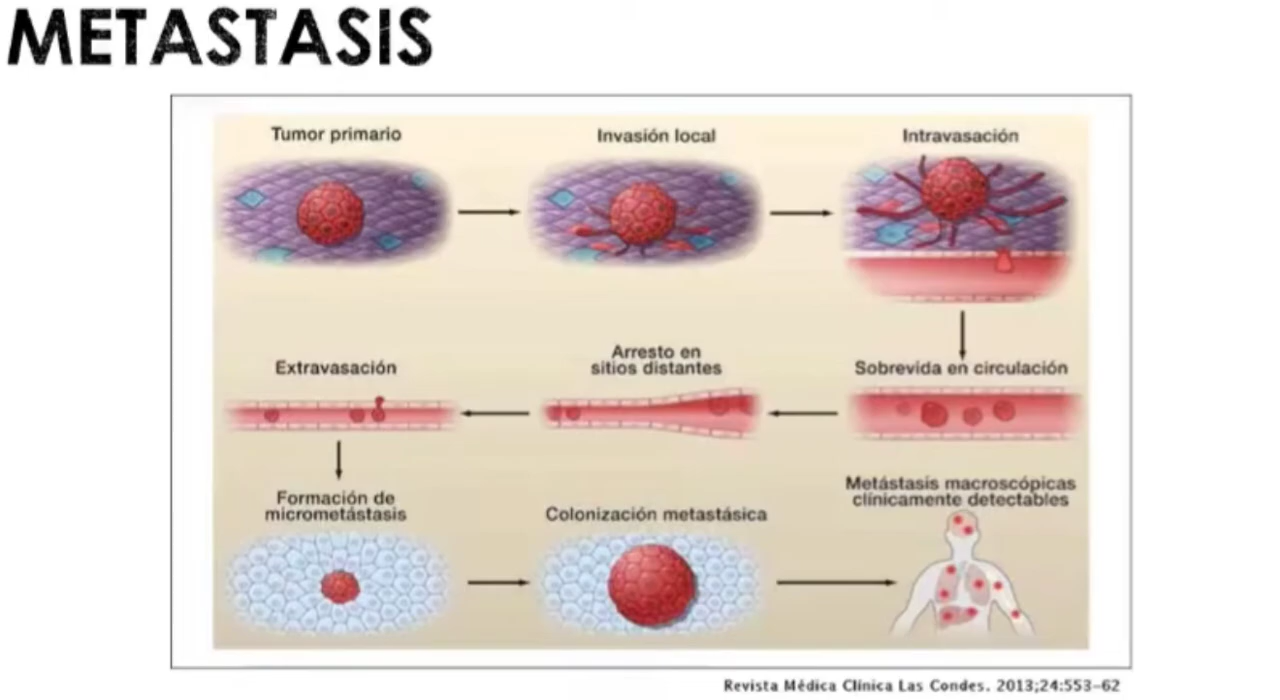 METASTASIS
Tumor primario
Invasión local
Intravasación
Sobrevida en circulación
Arresto en
sitios distantes
Extravasación
Formación de
micrometástasis
Colonización metastásica
Metástasis macroscópicas
clínicamente detectables
Revista Médica Clínica Las Condes. 2013;24:553-62